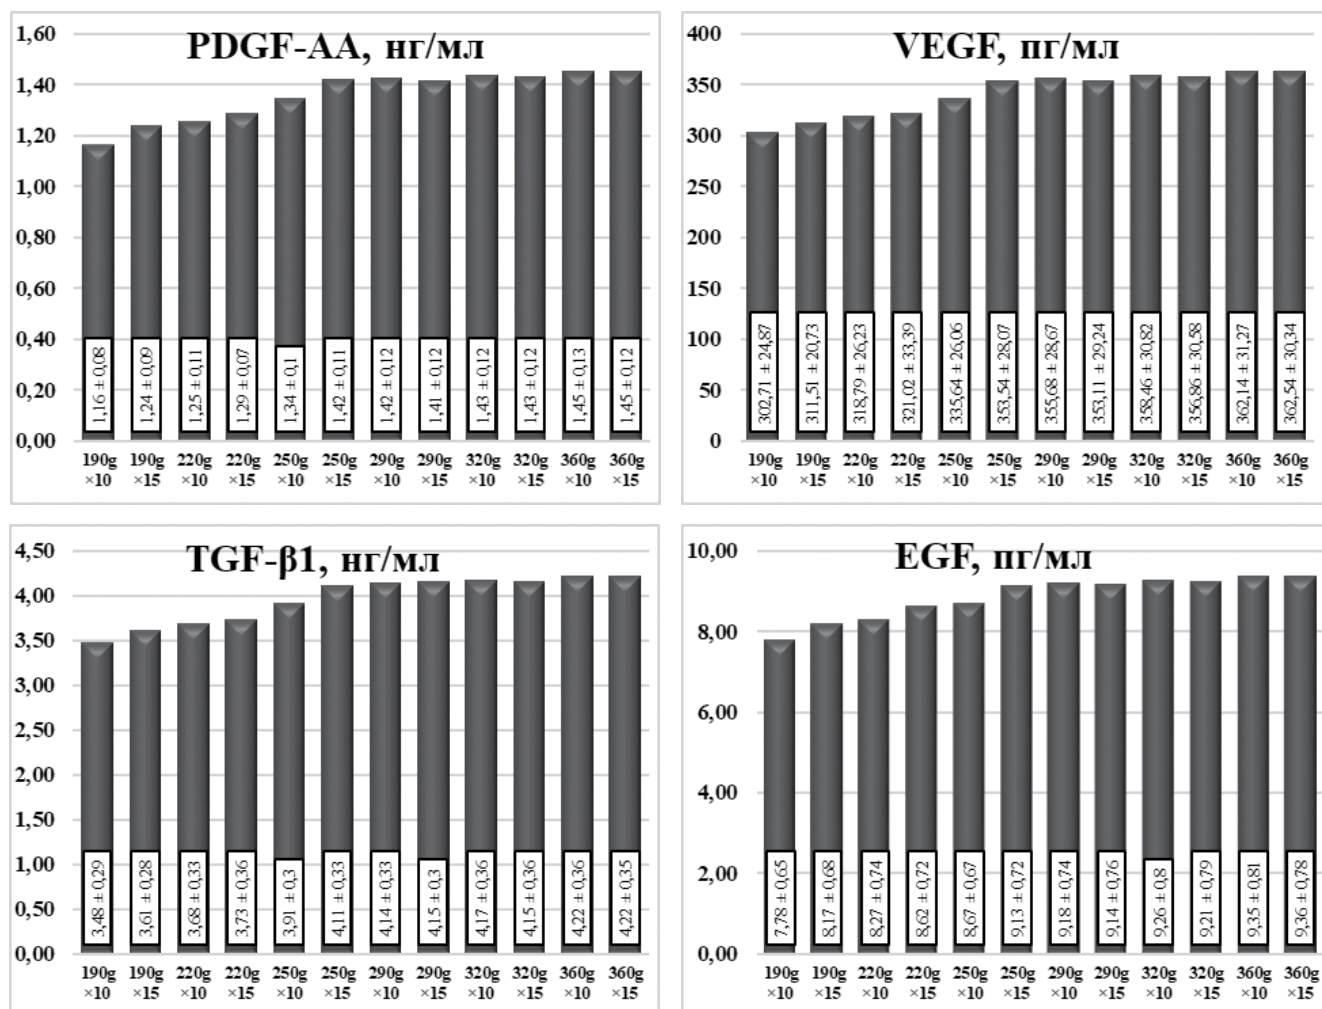 PDGF-AA, нг/мл
1,60
1,40
1,20
1,00
0,80
0,60
0,40
0,20
0,00
1,16 ± 0,08
1,24 ± 0,09
1,25 ± 0,11
1,29 ± 0,07
1,34 ± 0,1
1,42 ± 0,11
1,42 ± 0,12
1,41 ± 0,12
1,43 ± 0,12
1,43 ± 0,12
1,45 ± 0,13
1,45 ± 0,12
190g 190g 220g 220g 250g 250g 290g 290g 320g 320g 360g 360g
×10 ×15 ×10 ×15 ×10 ×15 ×10 ×15 ×10 ×15 ×10 ×15
VEGF, пг/мл
400
350
300
250
200
150
100
50
0
302,71 ± 24,87
311,51 ± 20,73
318,79 ± 26,23
321,02 ± 33,39
335,64 ± 26,06
353,54 ± 28,07
355,68 ± 28,67
353,11 ± 29,24
358,46 ± 30,82
356,86 ± 30,58
362,14 ± 31,27
362,54 ± 30,34
190g 190g 220g 220g 250g 250g 290g 290g 320g 320g 360g 360g
×10 ×15 ×10 ×15 ×10 ×15 ×10 ×15 ×10 ×15 ×10 ×15
TGF-β1, нг/мл
4,50
4,00
3,50
3,00
2,50
2,00
1,50
1,00
0,50
0,00
3,48 ± 0,29
3,61 ± 0,28
3,68 ± 0,33
3,73 ± 0,36
3,91 ± 0,3
4,11 ± 0,33
4,14 ± 0,33
4,15 ± 0,3
4,17 ± 0,36
4,15 ± 0,36
4,22 ± 0,36
4,22 ± 0,35
190g 190g 220g 220g 250g 250g 290g 290g 320g 320g 360g 360g
×10 ×15 ×10 ×15 ×10 ×15 ×10 ×15 ×10 ×15 ×10 ×15
EGF, пг/мл
10,00
8,00
6,00
4,00
2,00
0,00
7,78 ± 0,65
8,17 ± 0,68
8,27 ± 0,74
8,62 ± 0,72
8,67 ± 0,67
9,13 ± 0,72
9,18 ± 0,74
9,14 ± 0,76
9,26 ± 0,8
9,21 ± 0,79
9,35 ± 0,81
9,36 ± 0,78
190g 190g 220g 220g 250g 250g 290g 290g 320g 320g 360g 360g
×10 ×15 ×10 ×15 ×10 ×15 ×10 ×15 ×10 ×15 ×10 ×15